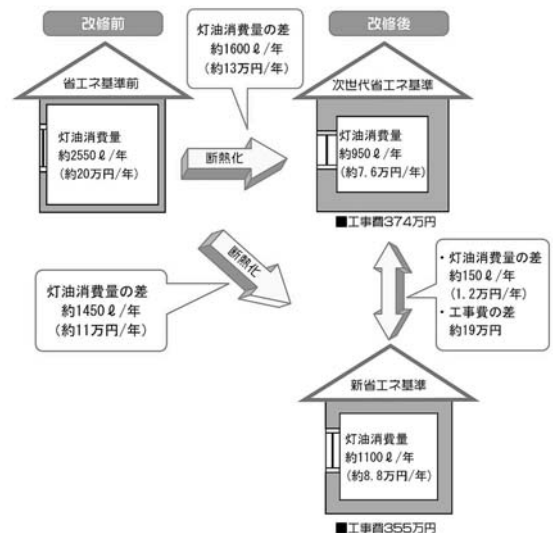 改修前
灯油消費量の差
約1600ℓ/年
(約13万円/年)
改修後
省エネ基準前
灯油消費量
約2550ℓ/年
(約20万円/年)
断熱化
次世代省エネ基準
灯油消費量
約950ℓ/年
(約7.6万円/年)
■工事費374万円
断熱化
灯油消費量の差
約1450ℓ/年
(約11万円/年)
・灯油消費量の差
約150ℓ/年
(1.2万円/年)
・工事費の差
約19万円
新省エネ基準
灯油消費量
約1100ℓ/年
(約8.8万円/年)
■工事費355万円